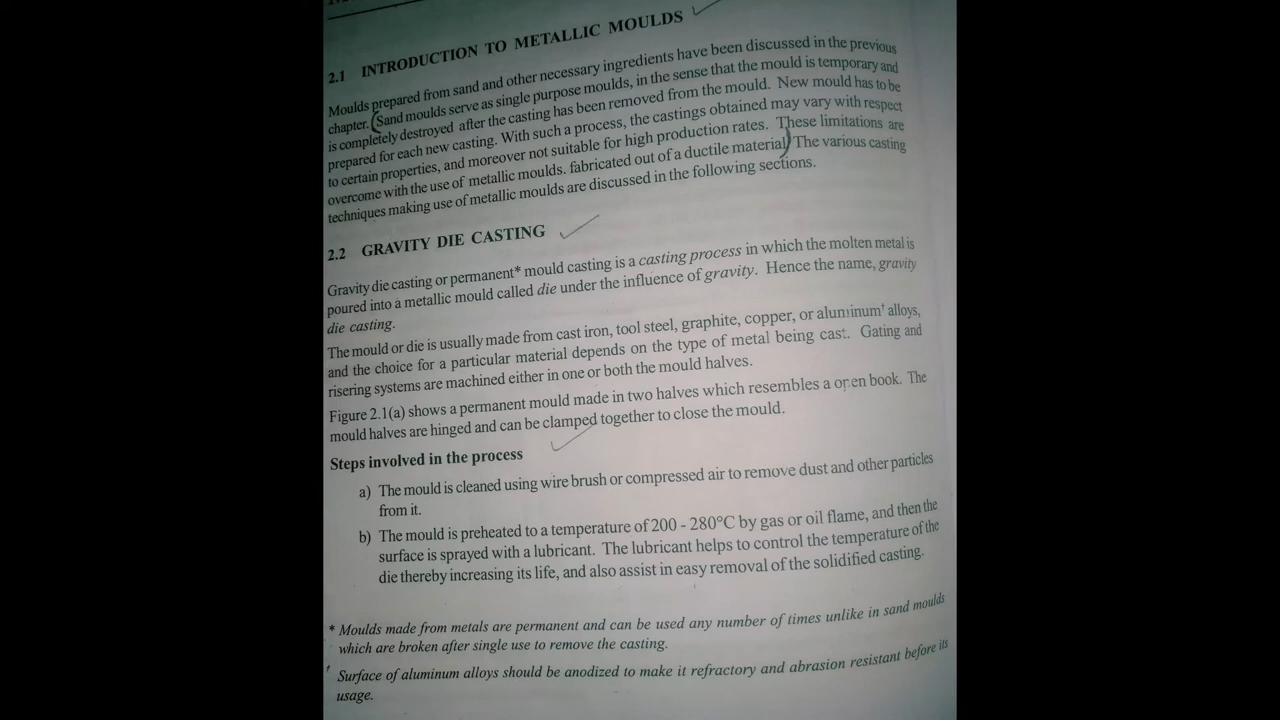 2.1 INTRODUCTION TO METALLIC MOULDS
Moulds prepared from sand and other necessary ingredients have been discussed in the previous
chapter. (Sand moulds serve as single purpose moulds, in the sense that the mould is temporary and
is completely destroyed after the casting has been removed from the mould. New mould has to be
prepared for each new casting. With such a process, the castings obtained may vary with respect
to certain properties, and moreover not suitable for high production rates. These limitations are
overcome with the use of metallic moulds. fabricated out of a ductile material) The various casting
techniques making use of metallic moulds are discussed in the following sections.
2.2 GRAVITY DIE CASTING
Gravity die casting or permanent* mould casting is a casting process in which the molten metal is
poured into a metallic mould called die under the influence of gravity. Hence the name, gravity
die casting.
The mould or die is usually made from cast iron, tool steel, graphite, copper, or aluminum† alloys,
and the choice for a particular material depends on the type of metal being cast. Gating and
risering systems are machined either in one or both the mould halves.
Figure 2.1(a) shows a permanent mould made in two halves which resembles a open book. The
mould halves are hinged and can be clamped together to close the mould.
Steps involved in the process
a) The mould is cleaned using wire brush or compressed air to remove dust and other particles
from it.
b) The mould is preheated to a temperature of 200 - 280°C by gas or oil flame, and then the
surface is sprayed with a lubricant. The lubricant helps to control the temperature of the
die thereby increasing its life, and also assist in easy removal of the solidified casting.
* Moulds made from metals are permanent and can be used any number of times unlike in sand moulds
which are broken after single use to remove the casting.
† Surface of aluminum alloys should be anodized to make it refractory and abrasion resistant before its
usage.